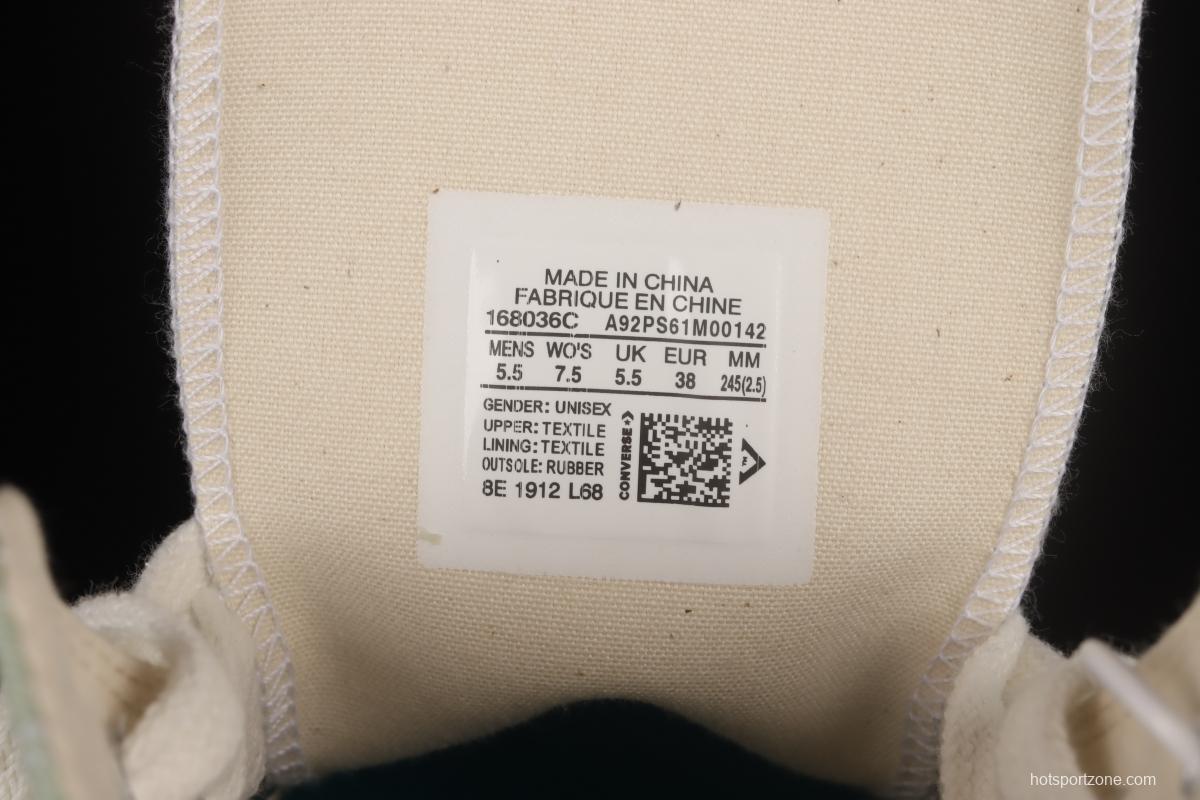 MADE IN CHINA
FABRIQUE EN CHINE
168036C A92PS61M00142
MENS WO'S UK EUR MM
5.5 7.5 5.5 38 245(2.5)
GENDER: UNISEX
UPPER: TEXTILE
LINING: TEXTILE
OUTSOLE: RUBBER
8E 1912 L68
CONVERSE
hotsportzone.com